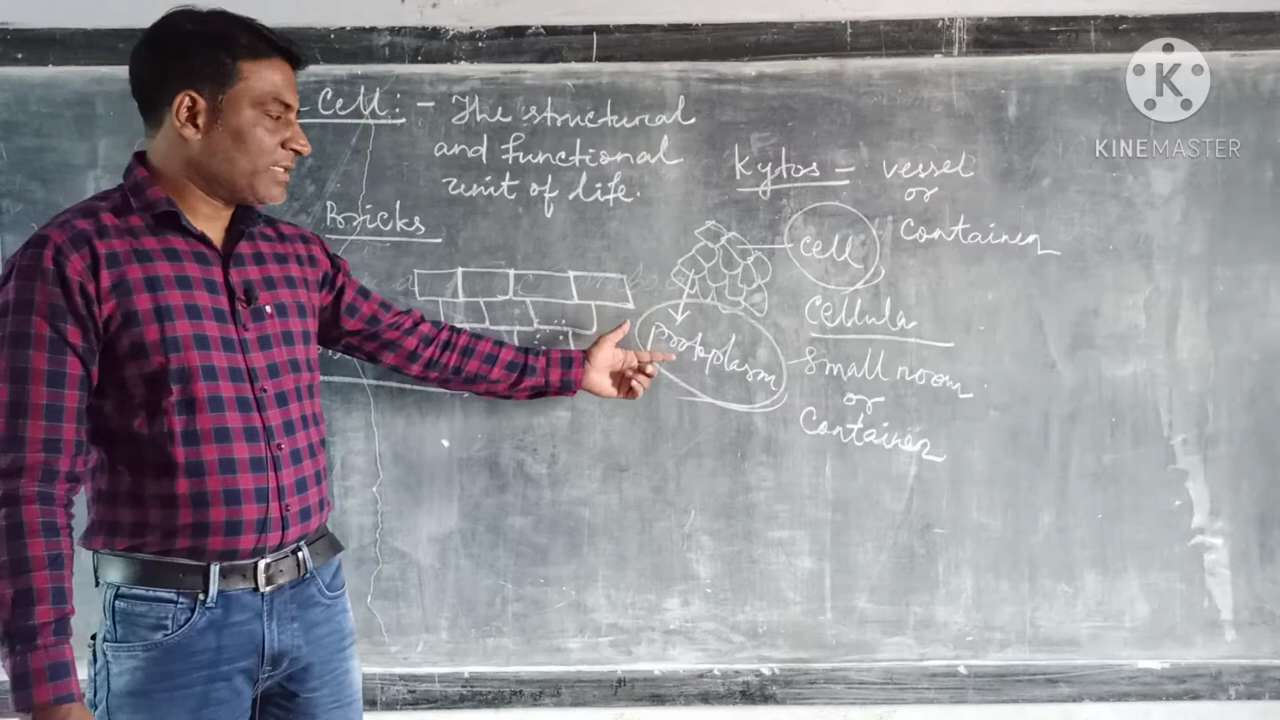 Cell: - The structural
and functional
unit of life.
Kytos - vessel
or
Container
Bricks
Cell
Cellula
Protoplasm
small room
or
Container
K
KINEMASTER